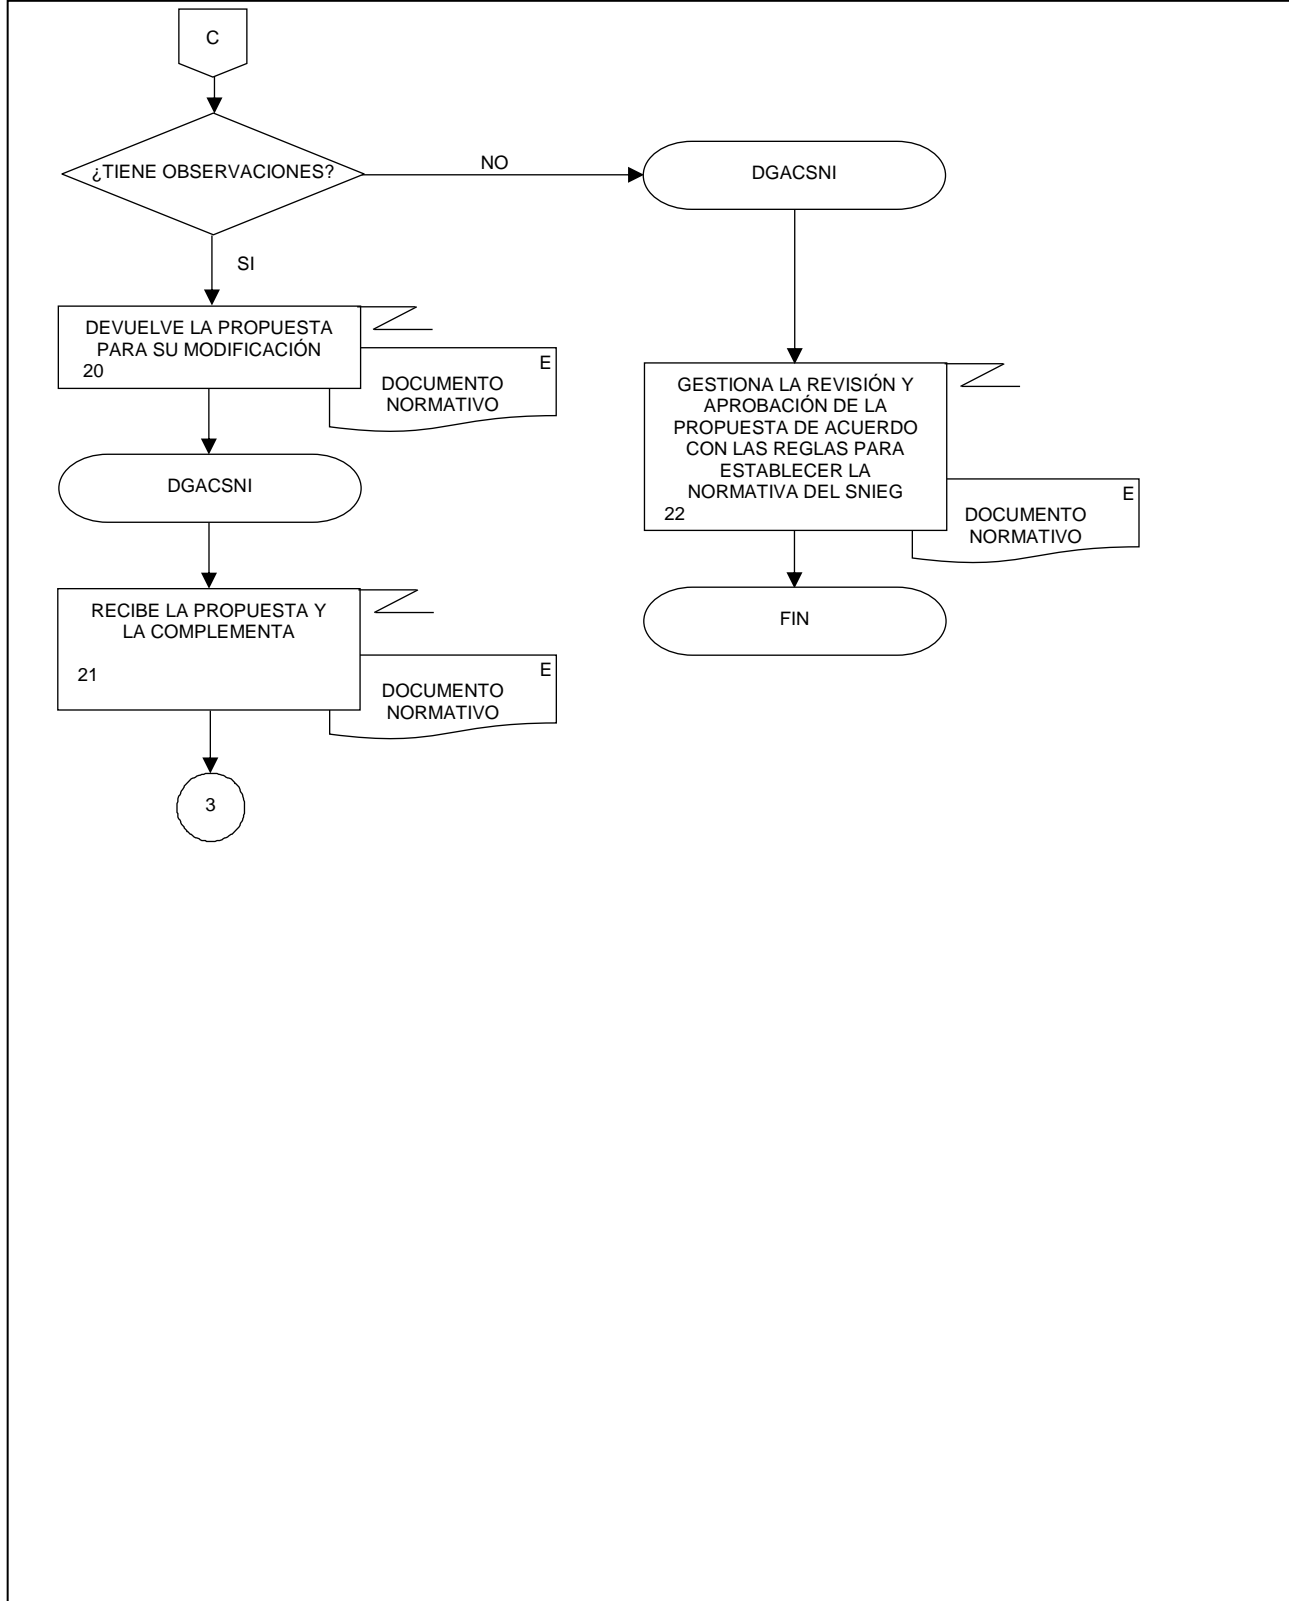 C
¿TIENE OBSERVACIONES?
NO
DGACSNI
SI
DEVUELVE LA PROPUESTA
PARA SU MODIFICACIÓN
20
E
DOCUMENTO
NORMATIVO
DGACSNI
RECIBE LA PROPUESTA Y
LA COMPLEMENTA
21
E
DOCUMENTO
NORMATIVO
3
GESTIONA LA REVISIÓN Y
APROBACIÓN DE LA
PROPUESTA DE ACUERDO
CON LAS REGLAS PARA
ESTABLECER LA
NORMATIVA DEL SNIEG
22
E
DOCUMENTO
NORMATIVO
FIN